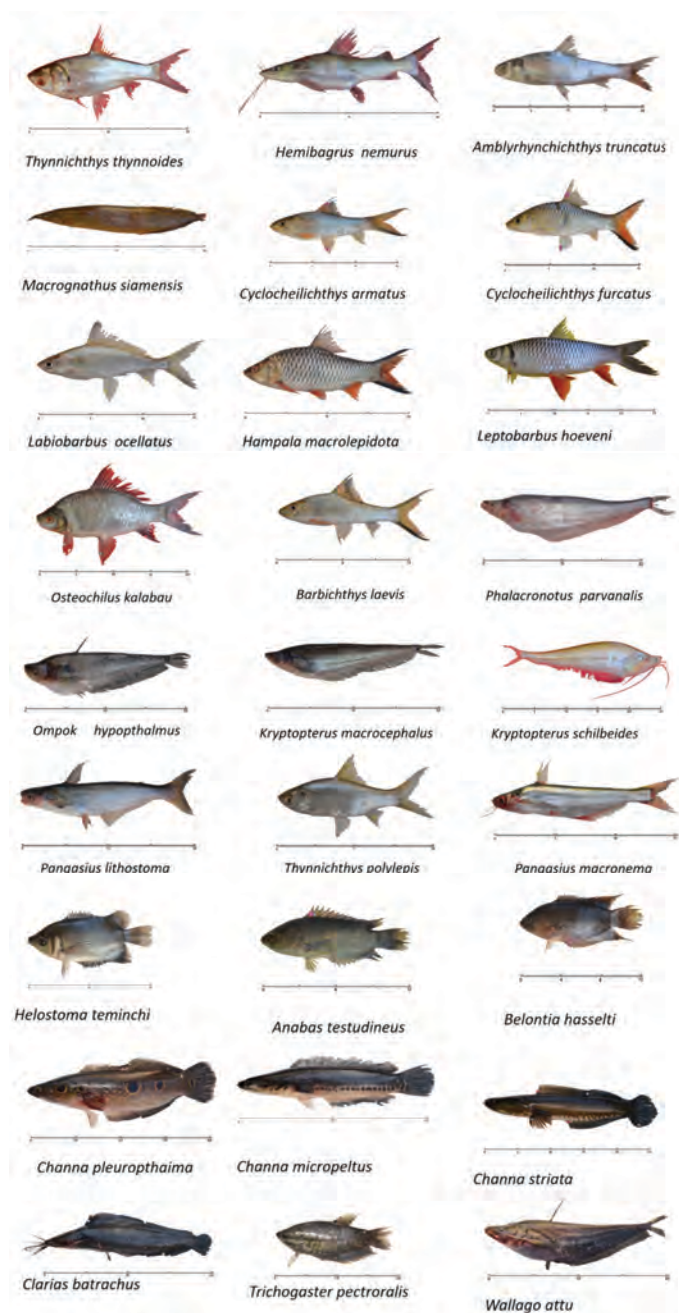 Thynnichthys thynnoides
Hemibagrus nemurus
Amblyrhynchichthys truncatus
Macrognathus siamensis
Cyclocheilichthys armatus
Cyclocheilichthys furcatus
Labiobarbus ocellatus
Hampala macrolepidota
Leptobarbus hoeveni
Osteochilus kalabau
Barbichthys laevis
Phalacronotus parvanalis
Ompok hypopthalmus
Kryptopterus macrocephalus
Kryptopterus schilbeides
Pangasius lithostoma
Thynnichthys polylepis
Pangasius macronema
Helostoma teminchi
Anabas testudineus
Belontia hasselti
Channa pleuropthaima
Channa micropeltus
Channa striata
Clarias batrachus
Trichogaster pectroralis
Wallago attu